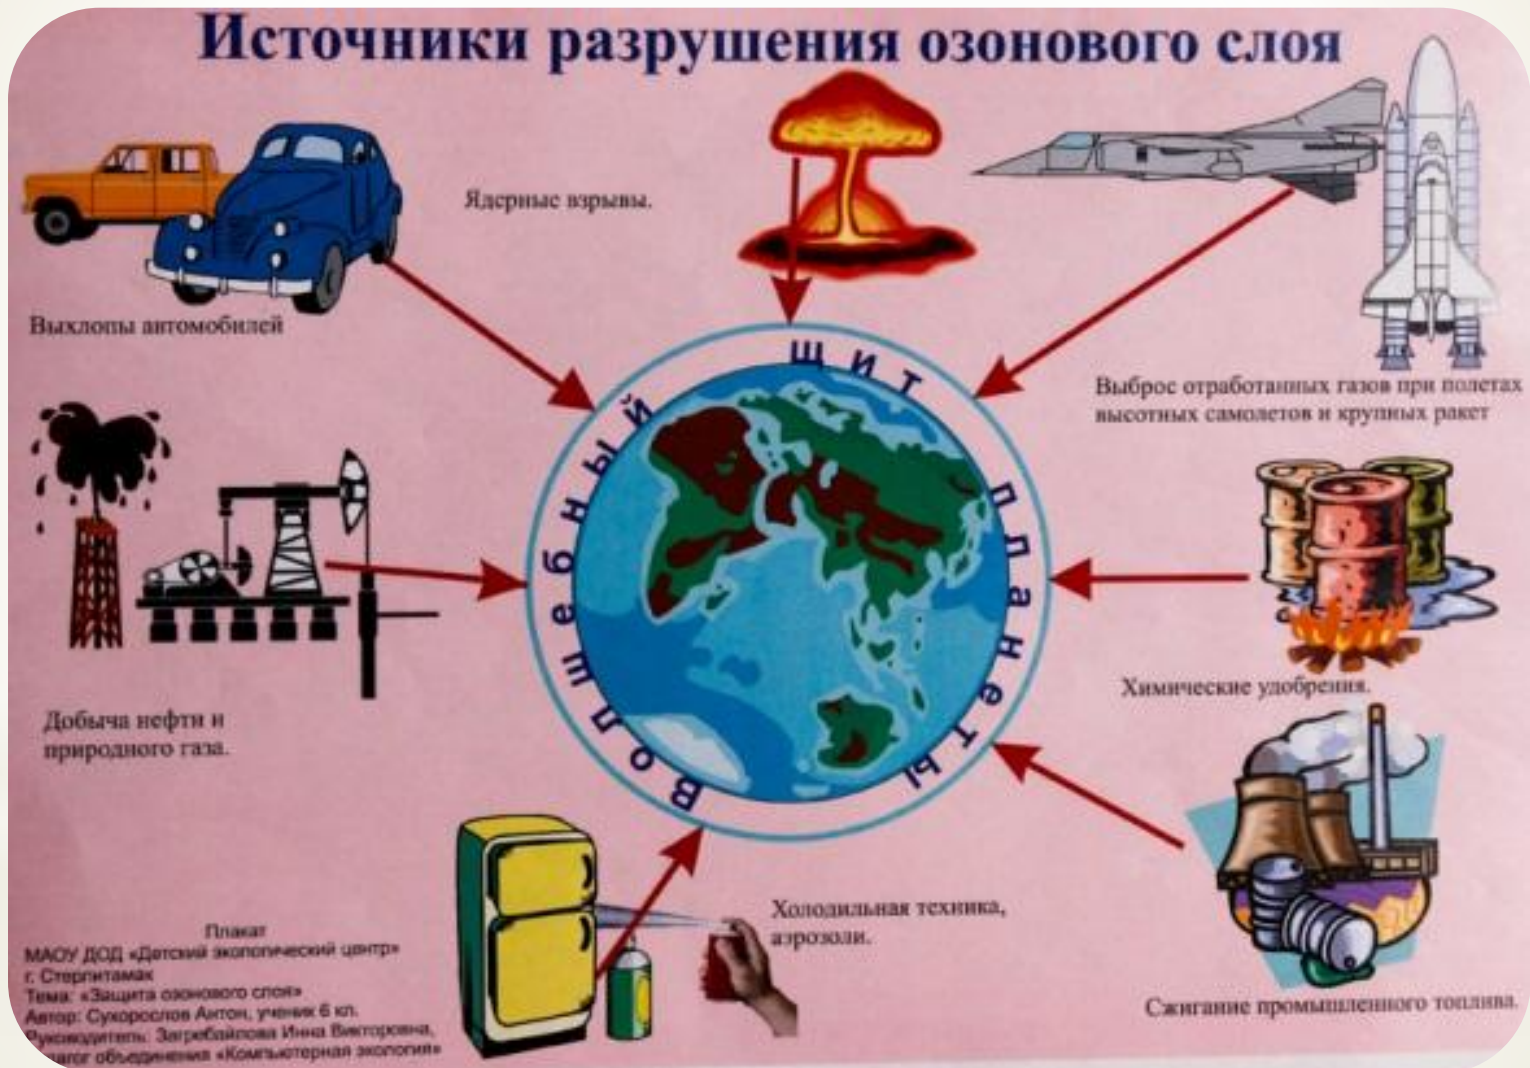 Источники разрушения озонового слоя
Ядерные взрывы.
Выхлопы автомобилей
Выброс отработанных газов при полетах
высотных самолетов и крупных ракет
Волшебный щит планеты
Добыча нефти и
природного газа.
Химические удобрения.
Холодильная техника,
аэрозоли.
Сжигание промышленного топлива.
Плакат
МАОУ ДОД «Детский экологический центр»
г. Стерлитамак
Тема: «Защита озонового слоя»
Автор: Сухорослов Антон, ученик 6 кл.
Руководитель: Загребайлова Инна Викторовна,
объединения «Компьютерная экология»